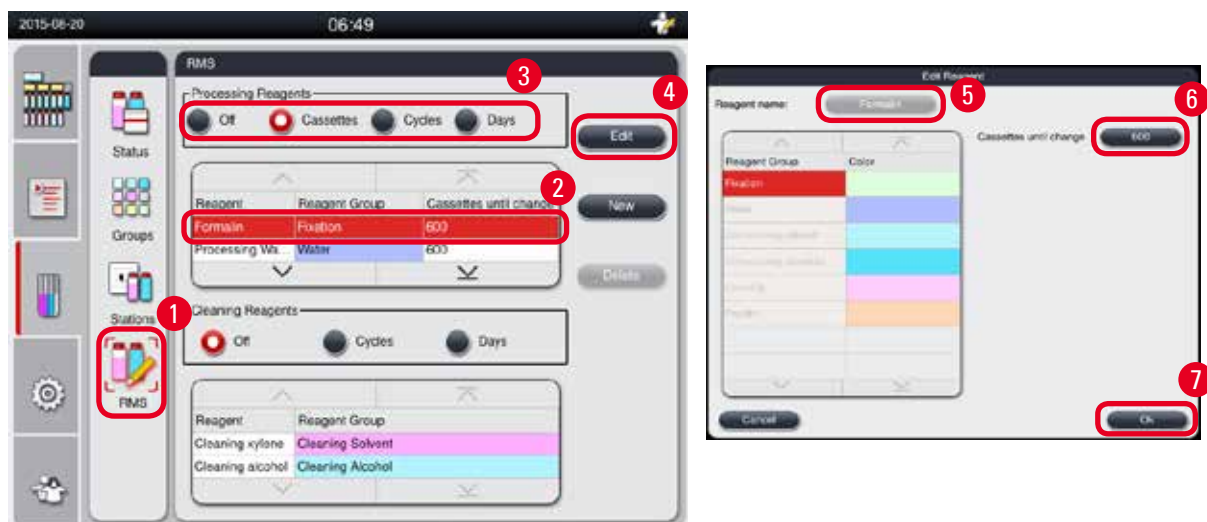 2015-06-20 06:49
RMS
Processing Reagents
Off Cassettes Cycles Days
3
4
Edit
New
Delete
Reagent Reagent Group Cassettes until change
2
Formalin Fixation 600
Processing Wa... Water 600
Status
Groups
Stations
1
RMS
Cleaning Reagents
Off Cycles Days
Reagent Reagent Group
Cleaning xylene Cleaning Solvent
Cleaning alcohol Cleaning Alcohol
Edit Reagent
Reagent name: Formalin
5
6
Cassettes until change 600
Reagent Group Color
Fixation
Water
7
Cancel Ok